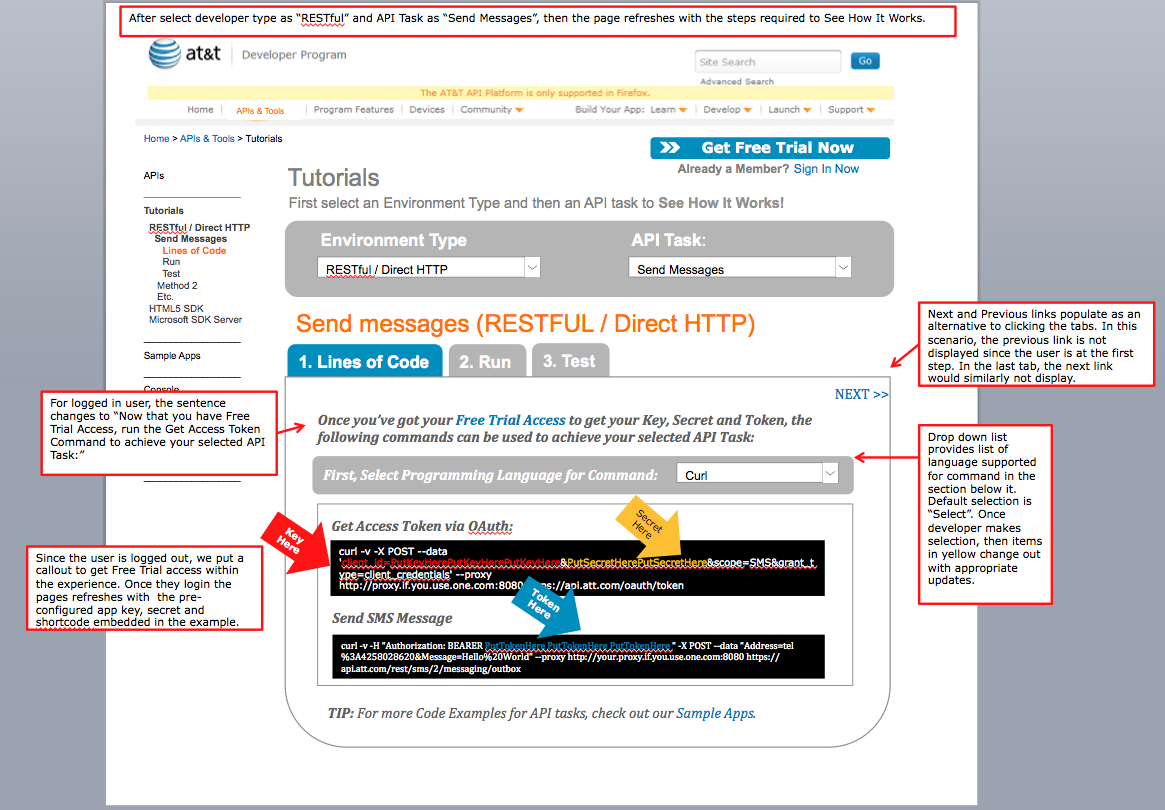 After select developer type as “RESTful” and API Task as “Send Messages”, then the page refreshes with the steps required to See How It Works.
at&t
Developer Program
Site Search
Go
Advanced Search
The AT&T API Platform is only supported in Firefox.
Home
APIs & Tools
Program Features
Devices
Community
Build Your App:
Learn
Develop
Launch
Support
Home > APIs & Tools > Tutorials
Get Free Trial Now
Already a Member? Sign In Now
APIs
Tutorials
RESTful / Direct HTTP
Send Messages
Lines of Code
Run
Test
Method 2
Etc.
HTML5 SDK
Microsoft SDK Server
Sample Apps
Console
Tutorials
First select an Environment Type and then an API task to See How It Works!
Environment Type
API Task:
RESTful / Direct HTTP
Send Messages
Send messages (RESTFUL / Direct HTTP)
1. Lines of Code
2. Run
3. Test
NEXT >>
Next and Previous links populate as an
alternative to clicking the tabs. In this
scenario, the previous link is not
displayed since the user is at the first
step. In the last tab, the next link
would similarly not display.
For logged in user, the sentence
changes to “Now that you have Free
Trial Access, run the Get Access Token
Command to achieve your selected API
Task:”
Once you’ve got your Free Trial Access to get your Key, Secret and Token, the
following commands can be used to achieve your selected API Task:
First, Select Programming Language for Command:
Curl
Drop down list
provides list of
language supported
for command in the
section below it.
Default selection is
“Select”. Once
developer makes
selection, then items
in yellow change out
with appropriate
updates.
Get Access Token via OAuth:
Key
Here
Secret
Here
curl -v -X POST --data
'client_id=PutKeyHerePutKeyHerePutKeyHere&PutSecretHerePutSecretHere&scope=SMS&grant_t
ype=client_credentials' --proxy
http://proxy.if.you.use.one.com:8080 https://api.att.com/oauth/token
Since the user is logged out, we put a
callout to get Free Trial access within
the experience. Once they login the
pages refreshes with the pre-
configured app key, secret and
shortcode embedded in the example.
Token
Here
Send SMS Message
curl -v -H "Authorization: BEARER PutTokenHere PutTokenHere PutTokenHere " -X POST --data "Address=tel
%3A4258028620&Message=Hello%20World" --proxy http://your.proxy.if.you.use.one.com:8080 https://
api.att.com/rest/sms/2/messaging/outbox
TIP: For more Code Examples for API tasks, check out our Sample Apps.